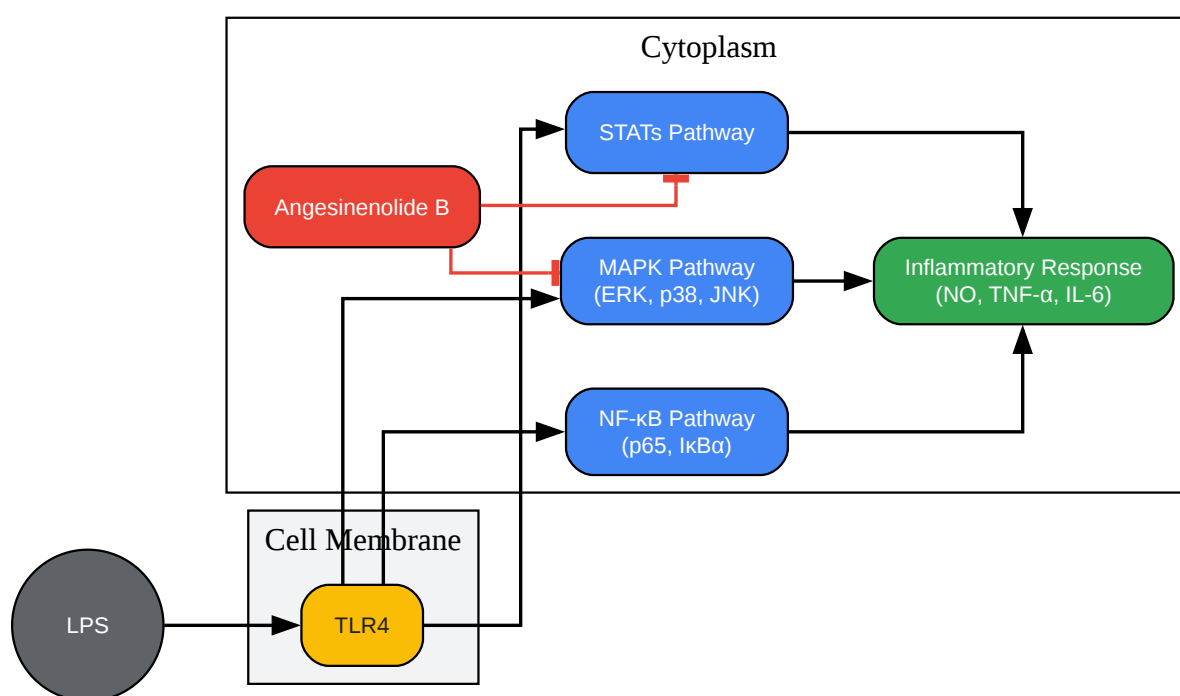 Cytoplasm
STATs Pathway
Angesinenolide B
MAPK Pathway
(ERK, p38, JNK)
Inflammatory Response
(NO, TNF-α, IL-6)
NF-κB Pathway
(p65, IκBα)
Cell Membrane
LPS
TLR4